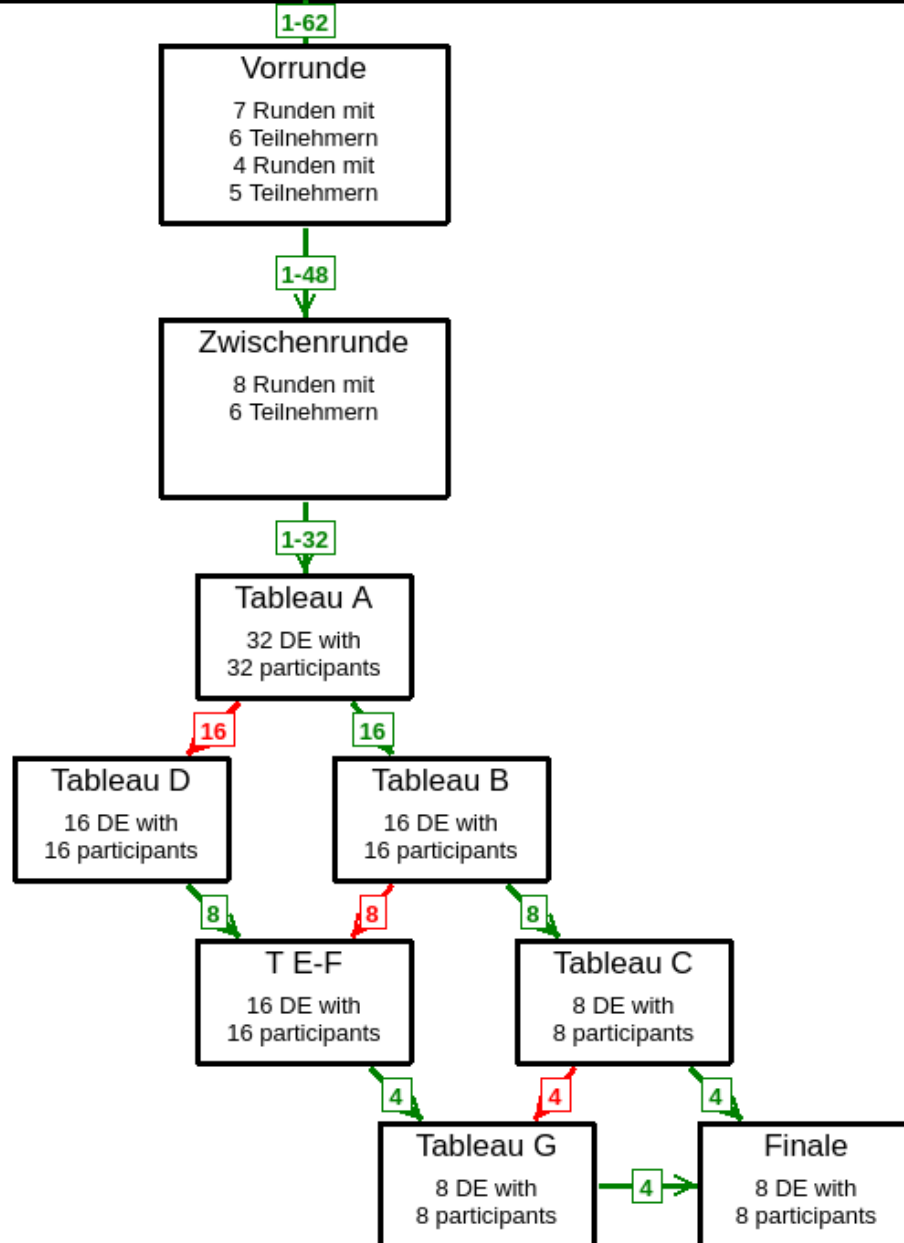 1-62
Vorrunde
7 Runden mit
6 Teilnehmern
4 Runden mit
5 Teilnehmern
1-48
Zwischenrunde
8 Runden mit
6 Teilnehmern
1-32
Tableau A
32 DE with
32 participants
16
16
Tableau D
16 DE with
16 participants
Tableau B
16 DE with
16 participants
8
8
8
T E-F
16 DE with
16 participants
Tableau C
8 DE with
8 participants
4
4
4
Tableau G
8 DE with
8 participants
4
Finale
8 DE with
8 participants